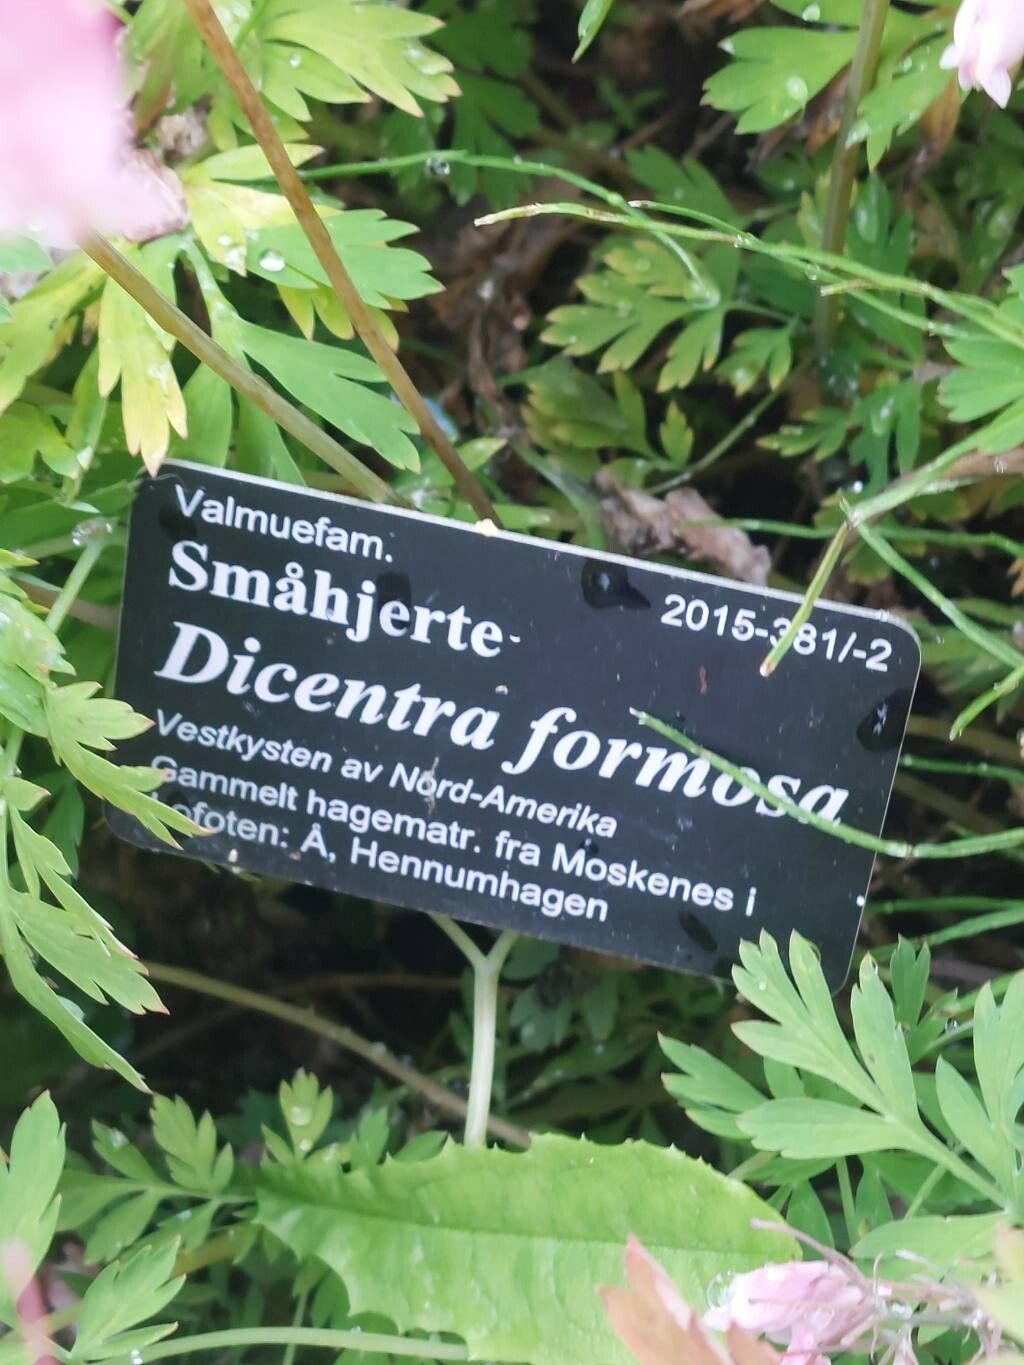 Valmuefam.
Småhjerte
2015-381/-2
Dicentra formosa
Vestkysten av Nord-Amerika
Gammelt hagematr. fra Moskenes i
Lofoten: Å, Hennumhagen